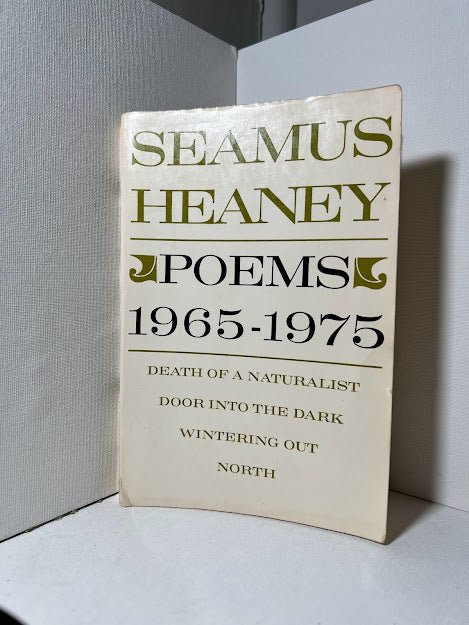 SEAMUS
HEANEY
POEMS
1965-1975
DEATH OF A NATURALIST
DOOR INTO THE DARK
WINTERING OUT
NORTH